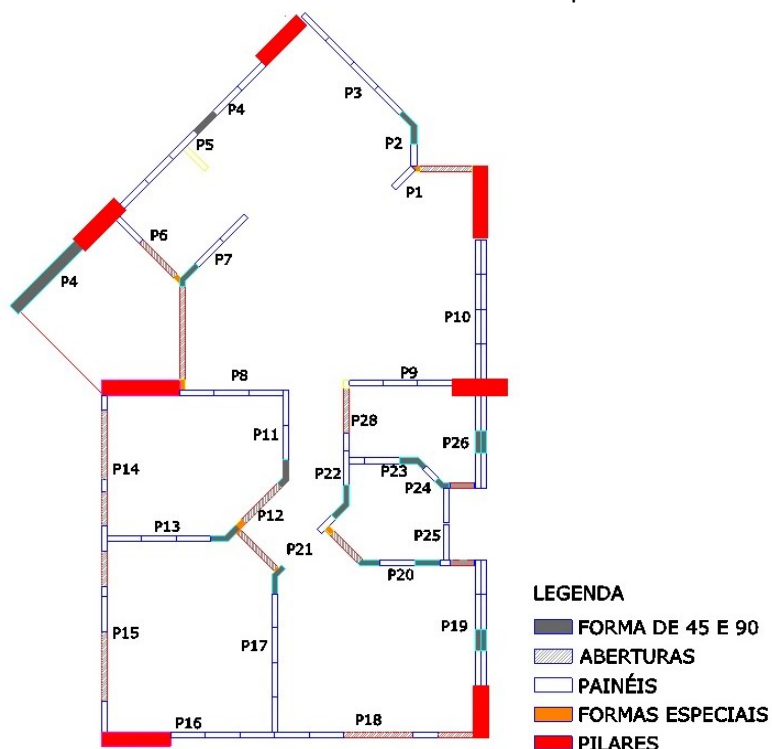 P3
P4
P2
P5
P1
P6
P7
P4
P10
P8
P9
P28
P11
P26
P14
P22
P23
P24
P12
P13
P25
P21
P20
P15
P17
P19
P16
P18
LEGENDA
FORMA DE 45 E 90
ABERTURAS
PAINÉIS
FORMAS ESPECIAIS
PILARES